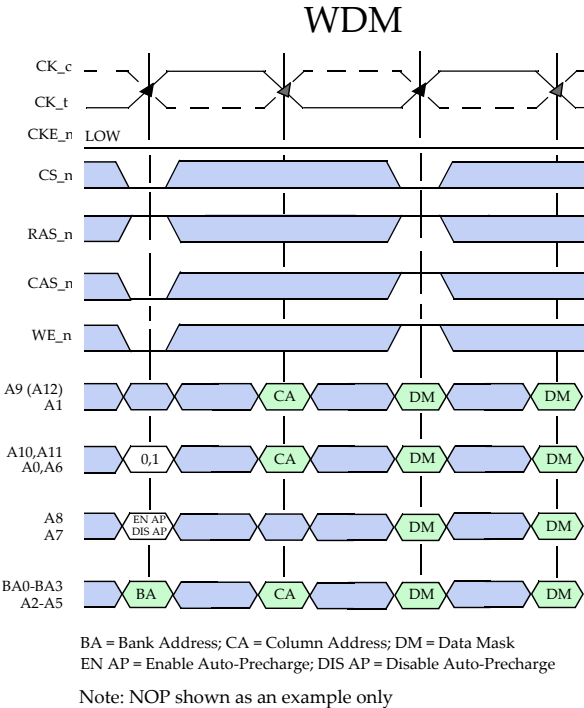 WDM
CK_c
CK_t
CKE_n LOW
CS_n
RAS_n
CAS_n
WE_n
A9 (A12)
A1
CA DM DM
A10,A11
A0,A6
0,1 CA DM DM
A8
A7
EN AP
DIS AP
DM DM
BA0-BA3
A2-A5
BA CA DM DM
BA = Bank Address; CA = Column Address; DM = Data Mask
EN AP = Enable Auto-Precharge; DIS AP = Disable Auto-Precharge
Note: NOP shown as an example only